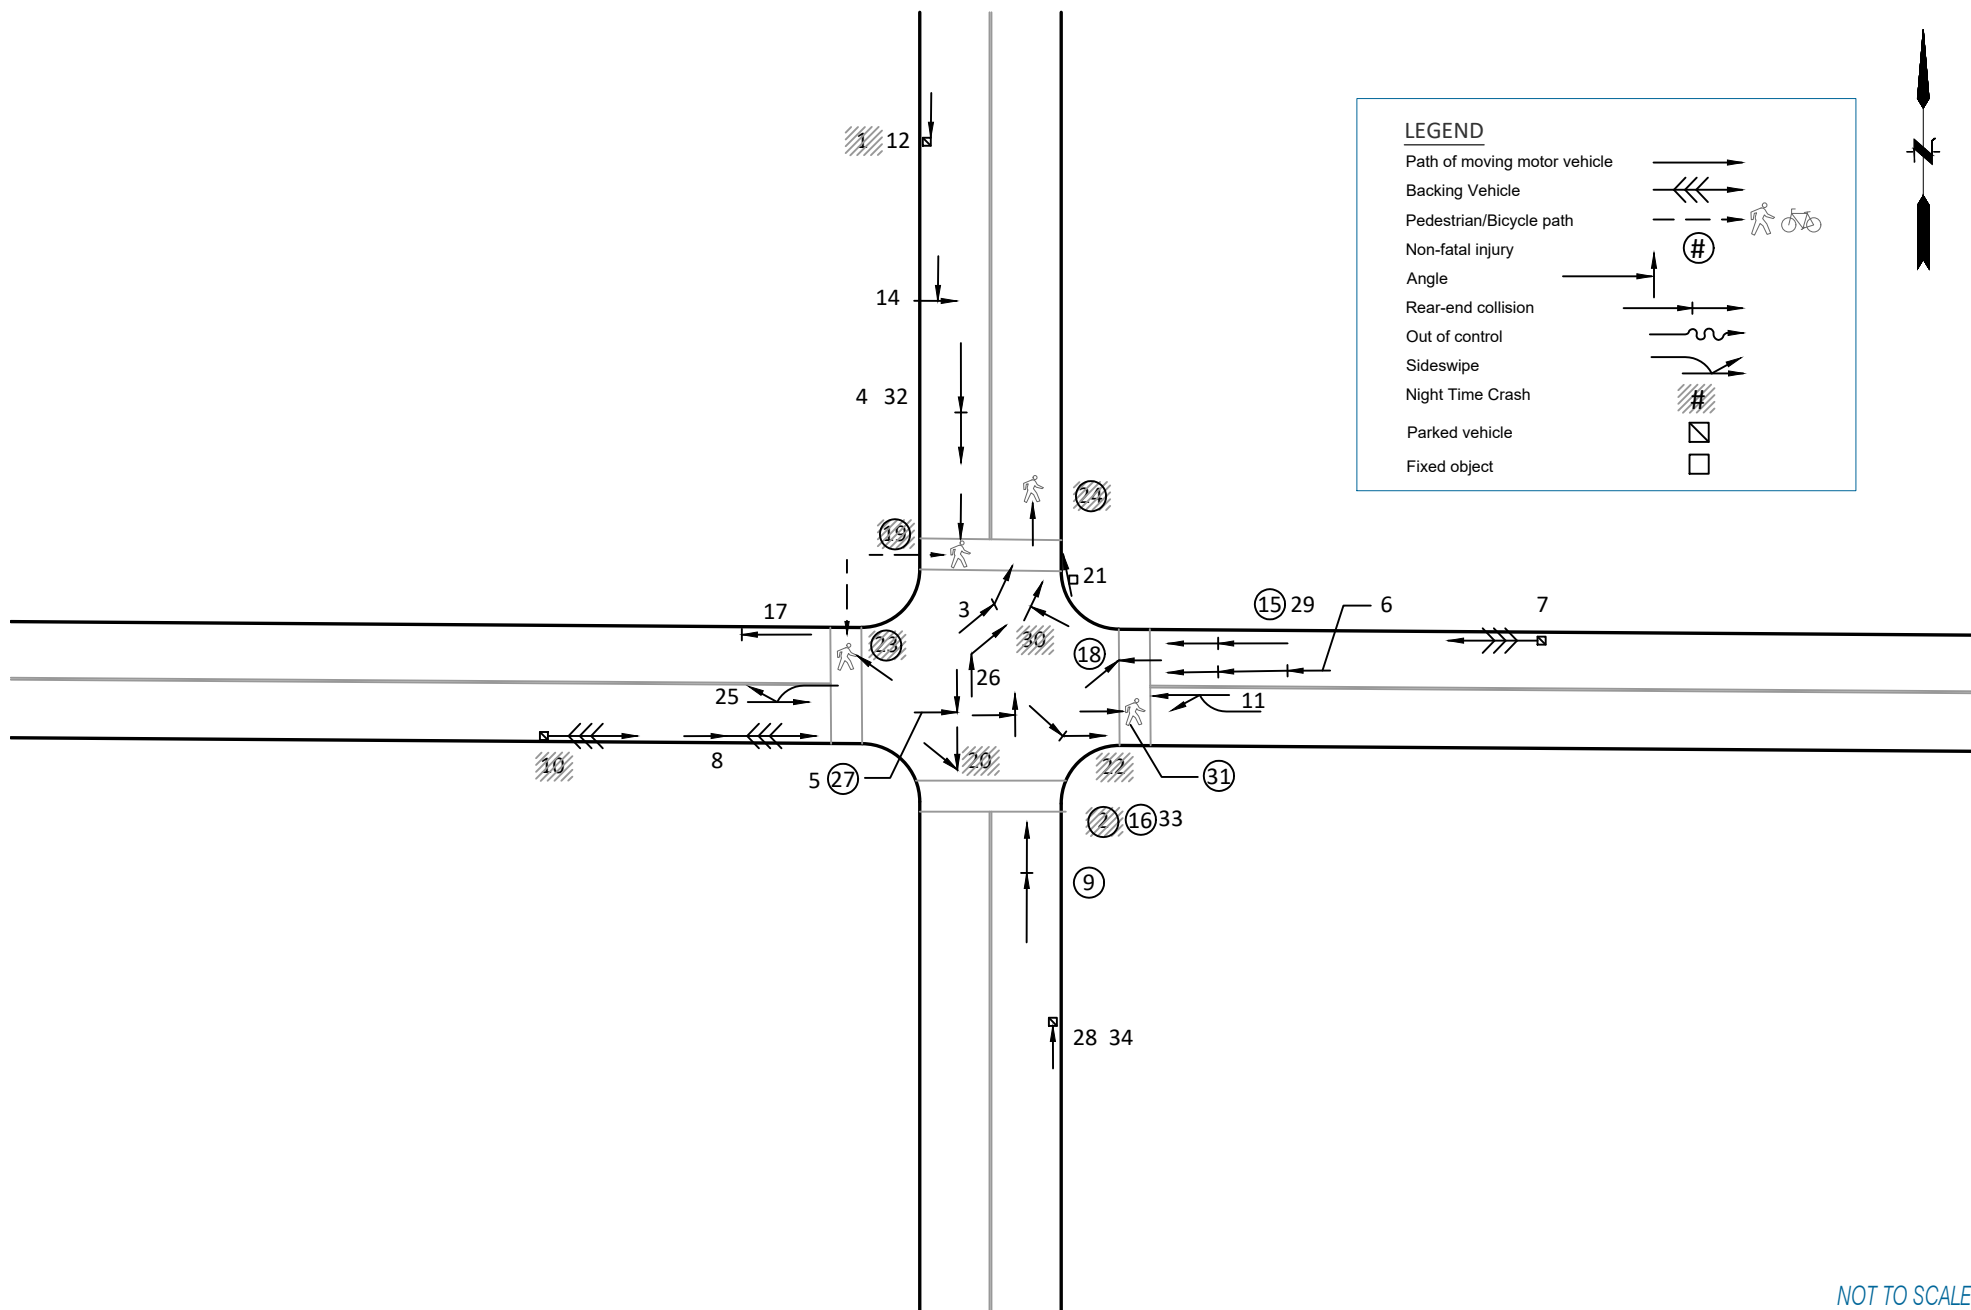 LEGEND
Path of moving motor vehicle
Backing Vehicle
Pedestrian/Bicycle path
Non-fatal injury #
Angle
Rear-end collision
Out of control
Sideswipe
Night Time Crash #
Parked vehicle
Fixed object
N
1 12
14
4 32
24
19
21
3
30
17
23
18
15 29
6
7
26
25
11
10
8
20
22
5 27
31
2 16 33
9
28 34
NOT TO SCALE